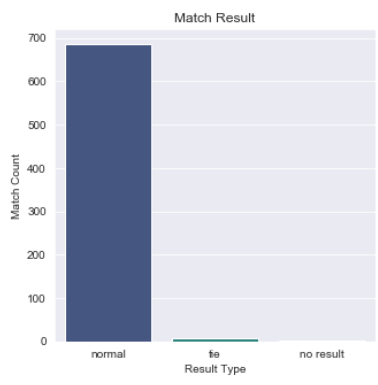 Match Result
700
600
500
400
300
200
100
0
Match Count
normal tie no result
Result Type